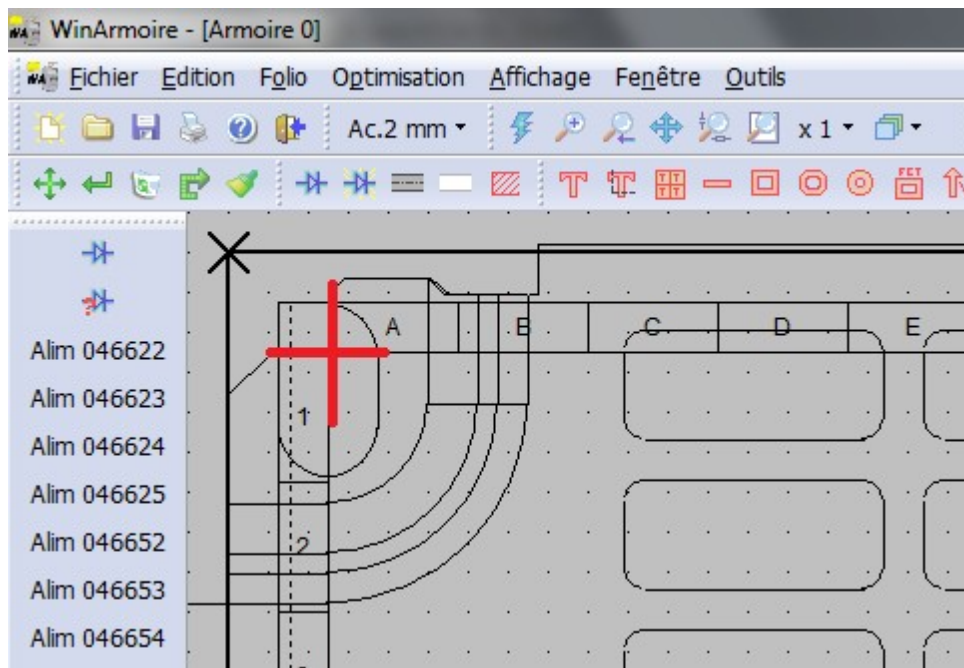 WinArmoire - [Armoire 0]
Fichier Edition Folio Optimisation Affichage Fenêtre Outils
Ac.2 mm x 1
FCT
A B C D E
Alim 046622
Alim 046623
1
Alim 046624
Alim 046625
Alim 046652
2
Alim 046653
Alim 046654